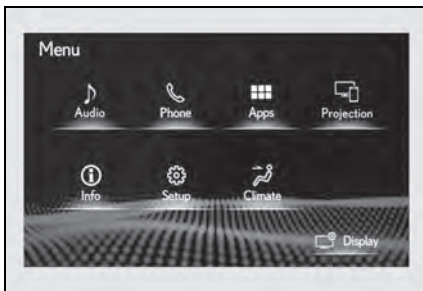 Menu
Audio Phone Apps Projection
Info Setup Climate
Display